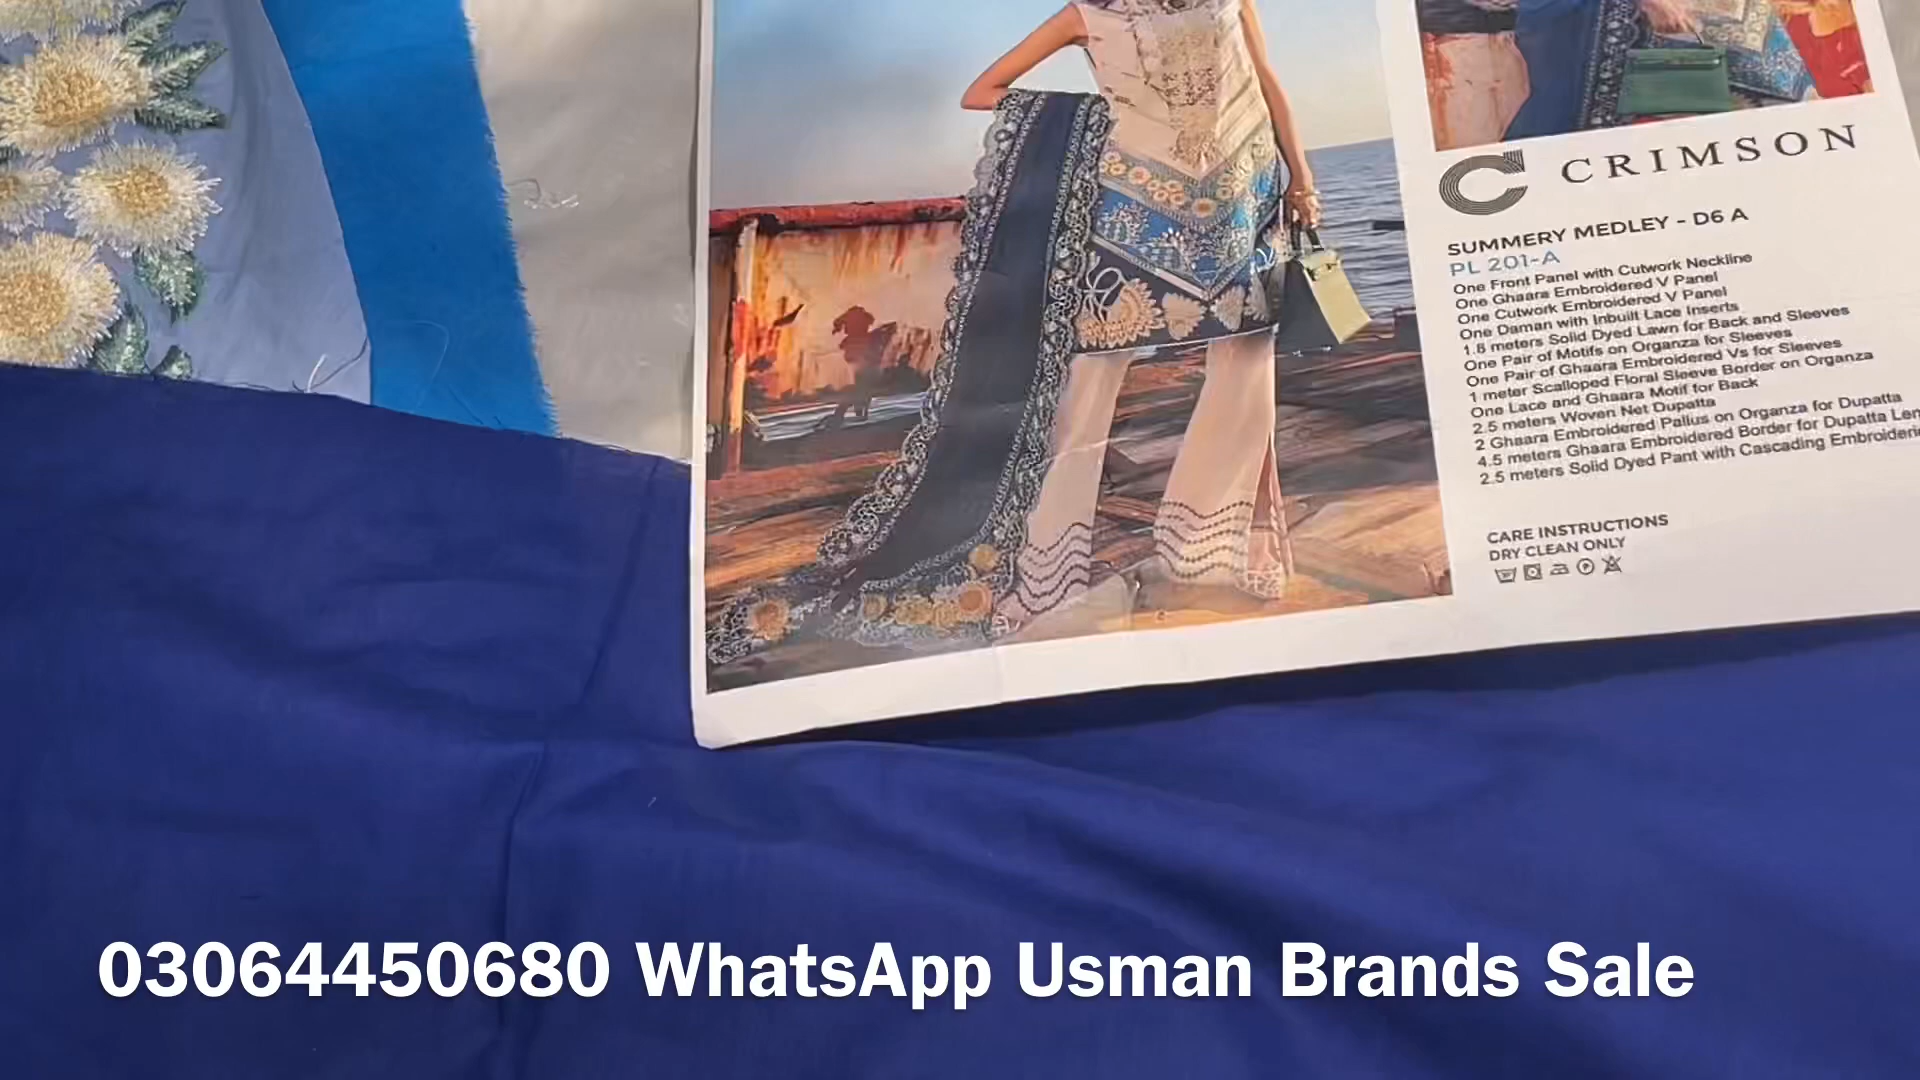 CRIMSON
SUMMERY MEDLEY - D6 A
PL 201-A
One Front Panel with Cutwork Neckline
One Ghaara Embroidered V Panel
One Cutwork Embroidered V Panel
One Daman with Inbuilt Lace Inserts
1.8 meters Solid Dyed Lawn for Back and Sleeves
One Pair of Motifs on Organza for Sleeves
One Pair of Ghaara Embroidered Vs for Sleeves
1 meter Scalloped Floral Sleeve Border on Organza
One Lace and Ghaara Motif for Back
2.5 meters Woven Net Dupatta
2 Ghaara Embroidered Pallus on Organza for Dupatta
4.5 meters Ghaara Embroidered Border for Dupatta
2.5 meters Solid Dyed Pant with Cascading
CARE INSTRUCTIONS
DRY CLEAN ONLY
03064450680 WhatsApp Usman Brands Sale